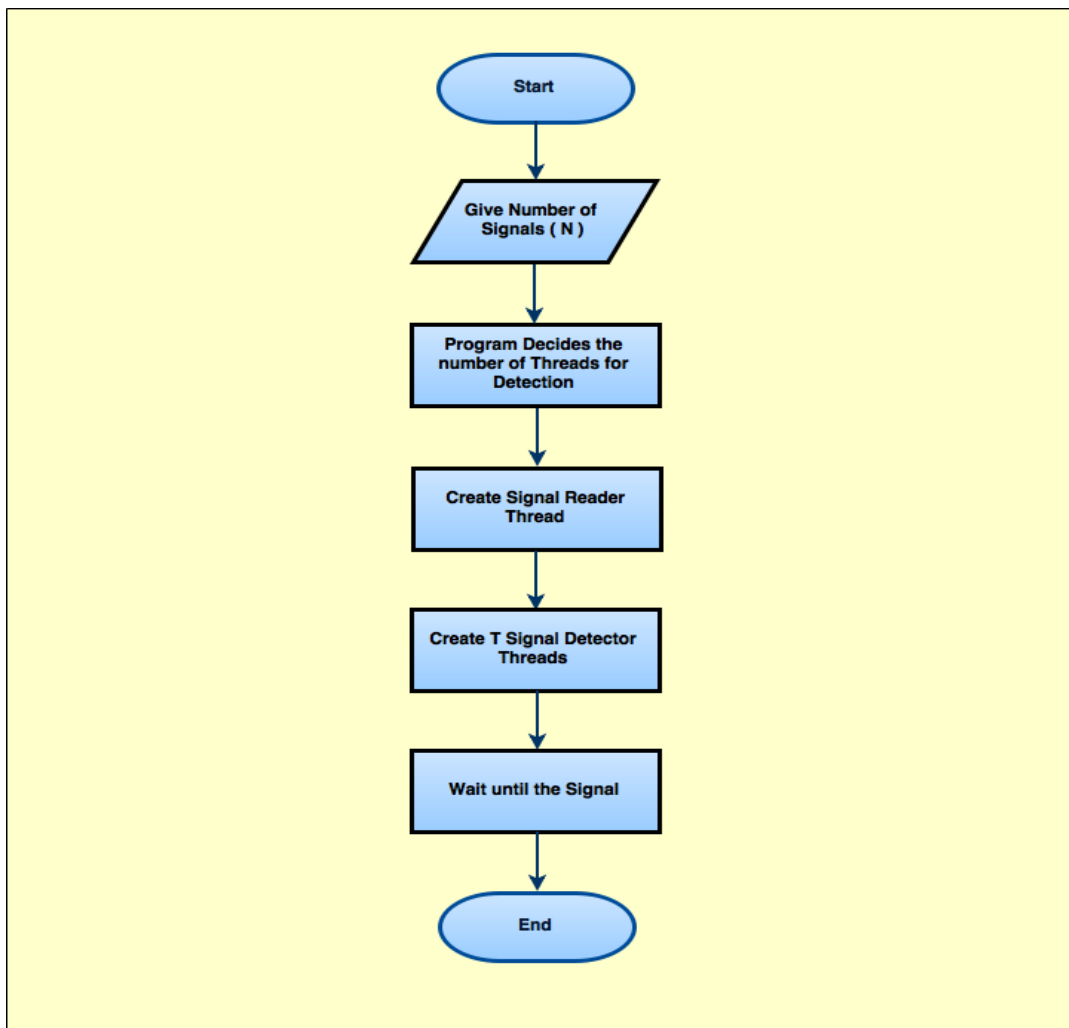 Start
Give Number of
Signals ( N )
Program Decides the
number of Threads for
Detection
Create Signal Reader
Thread
Create T Signal Detector
Threads
Wait until the Signal
End